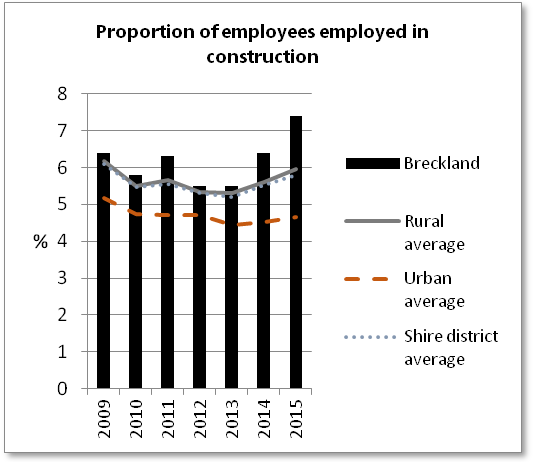 Proportion of employees employed in
construction
8
7
6
5
4
3
2
1
0
%
2009
2010
2011
2012
2013
2014
2015
Breckland
Rural
average
Urban
average
Shire district
average